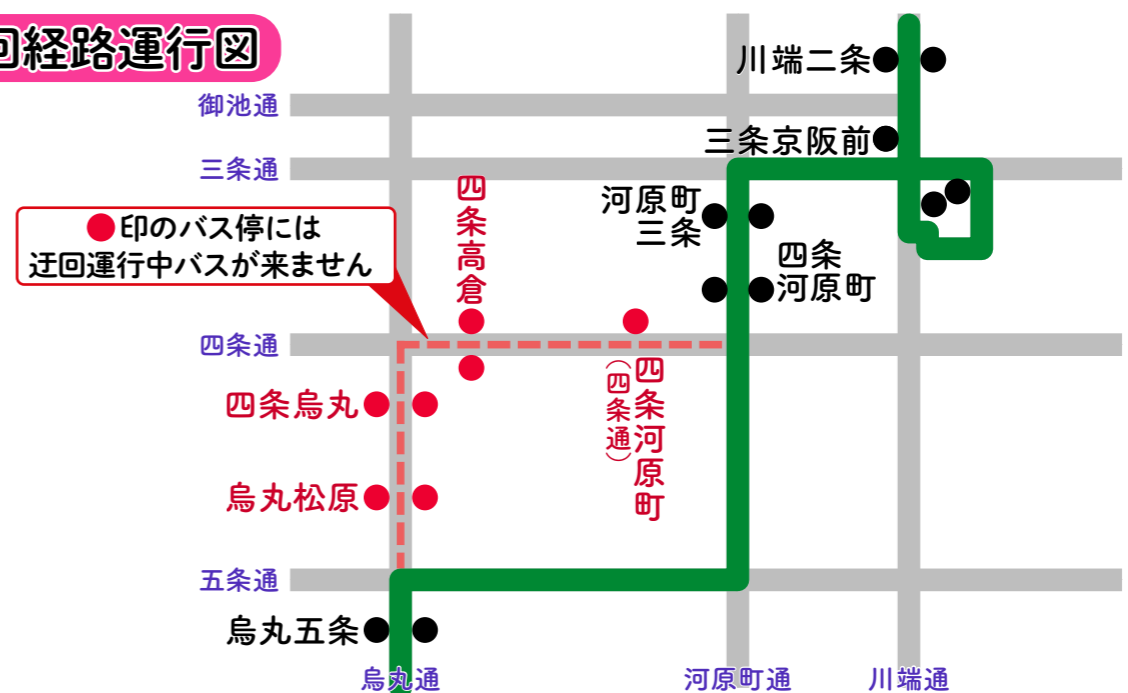 回経路運行図
川端二条
御池通
三条京阪前
三条通
河原町
三条
四条
河原町
●印のバス停には
迂回運行中バスが来ません
四条高倉
四条通
四条河原町
（四条通）
四条烏丸
烏丸松原
五条通
烏丸五条
烏丸通
河原町通
川端通